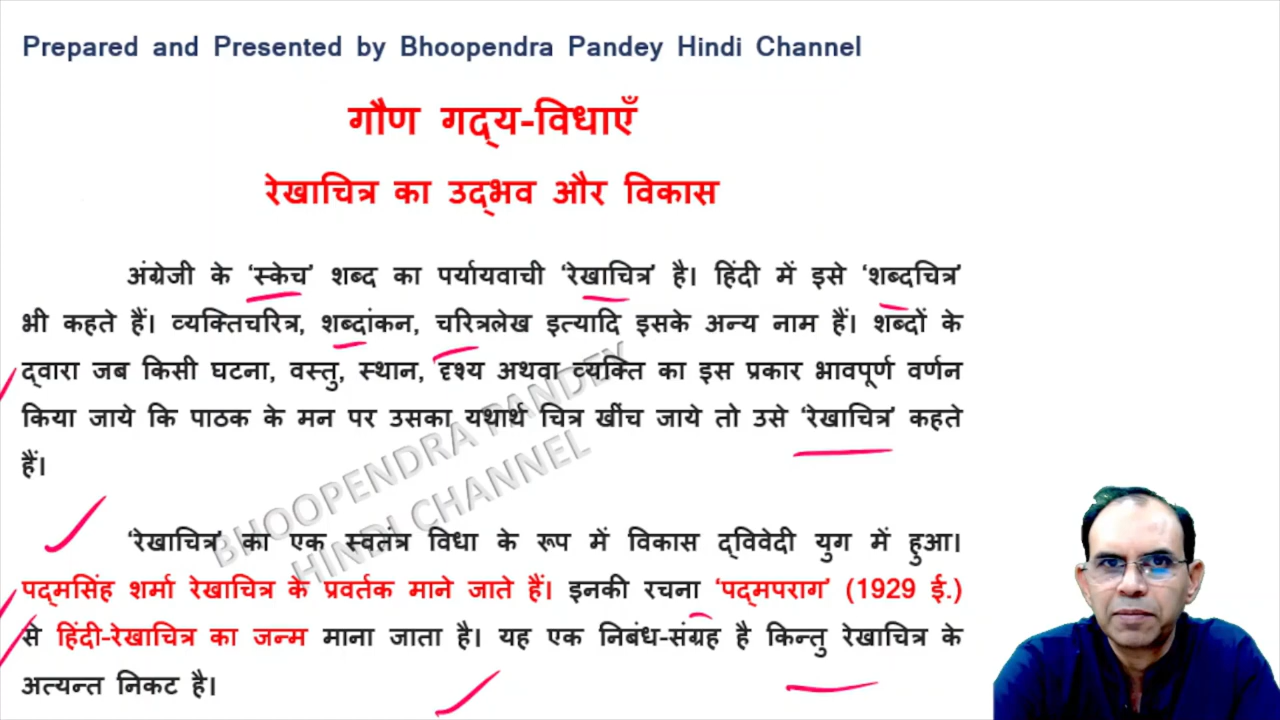 Prepared and Presented by Bhoopendra Pandey Hindi Channel
गौण गद्य-विधाएँ
रेखाचित्र का उद्भव और विकास
अंग्रेजी के ‘स्केच’ शब्द का पर्यायवाची ‘रेखाचित्र’ है। हिंदी में इसे ‘शब्दचित्र’
भी कहते हैं। व्यक्तिचरित्र, शब्दांकन, चरित्रलेख इत्यादि इसके अन्य नाम हैं। शब्दों के
द्वारा जब किसी घटना, वस्तु, स्थान, दृश्य अथवा व्यक्ति का इस प्रकार भावपूर्ण वर्णन
किया जाये कि पाठक के मन पर उसका यथार्थ चित्र खींच जाये तो उसे ‘रेखाचित्र’ कहते
हैं।
BHOOPENDRA PANDEY
HINDI CHANNEL
‘रेखाचित्र’ का एक स्वतंत्र विधा के रूप में विकास द्विवेदी युग में हुआ।
पद्मसिंह शर्मा रेखाचित्र के प्रवर्तक माने जाते हैं। इनकी रचना ‘पद्मपराग’ (1929 ई.)
से हिंदी-रेखाचित्र का जन्म माना जाता है। यह एक निबंध-संग्रह है किन्तु रेखाचित्र के
अत्यन्त निकट है।